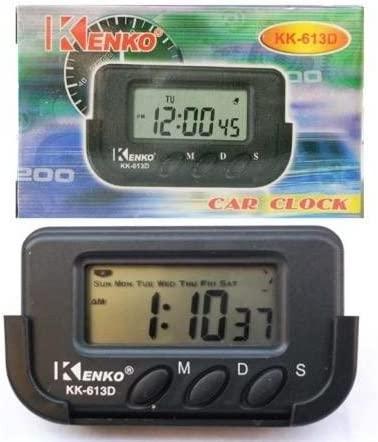 KENKO®
KK-613D
TU
PM 12:00 45
KENKO® M D S
KK-613D
200
CAR CLOCK
SUN MON TUE WED THU FRI SAT
AM 1:10 37
KENKO® M D S
KK-613D